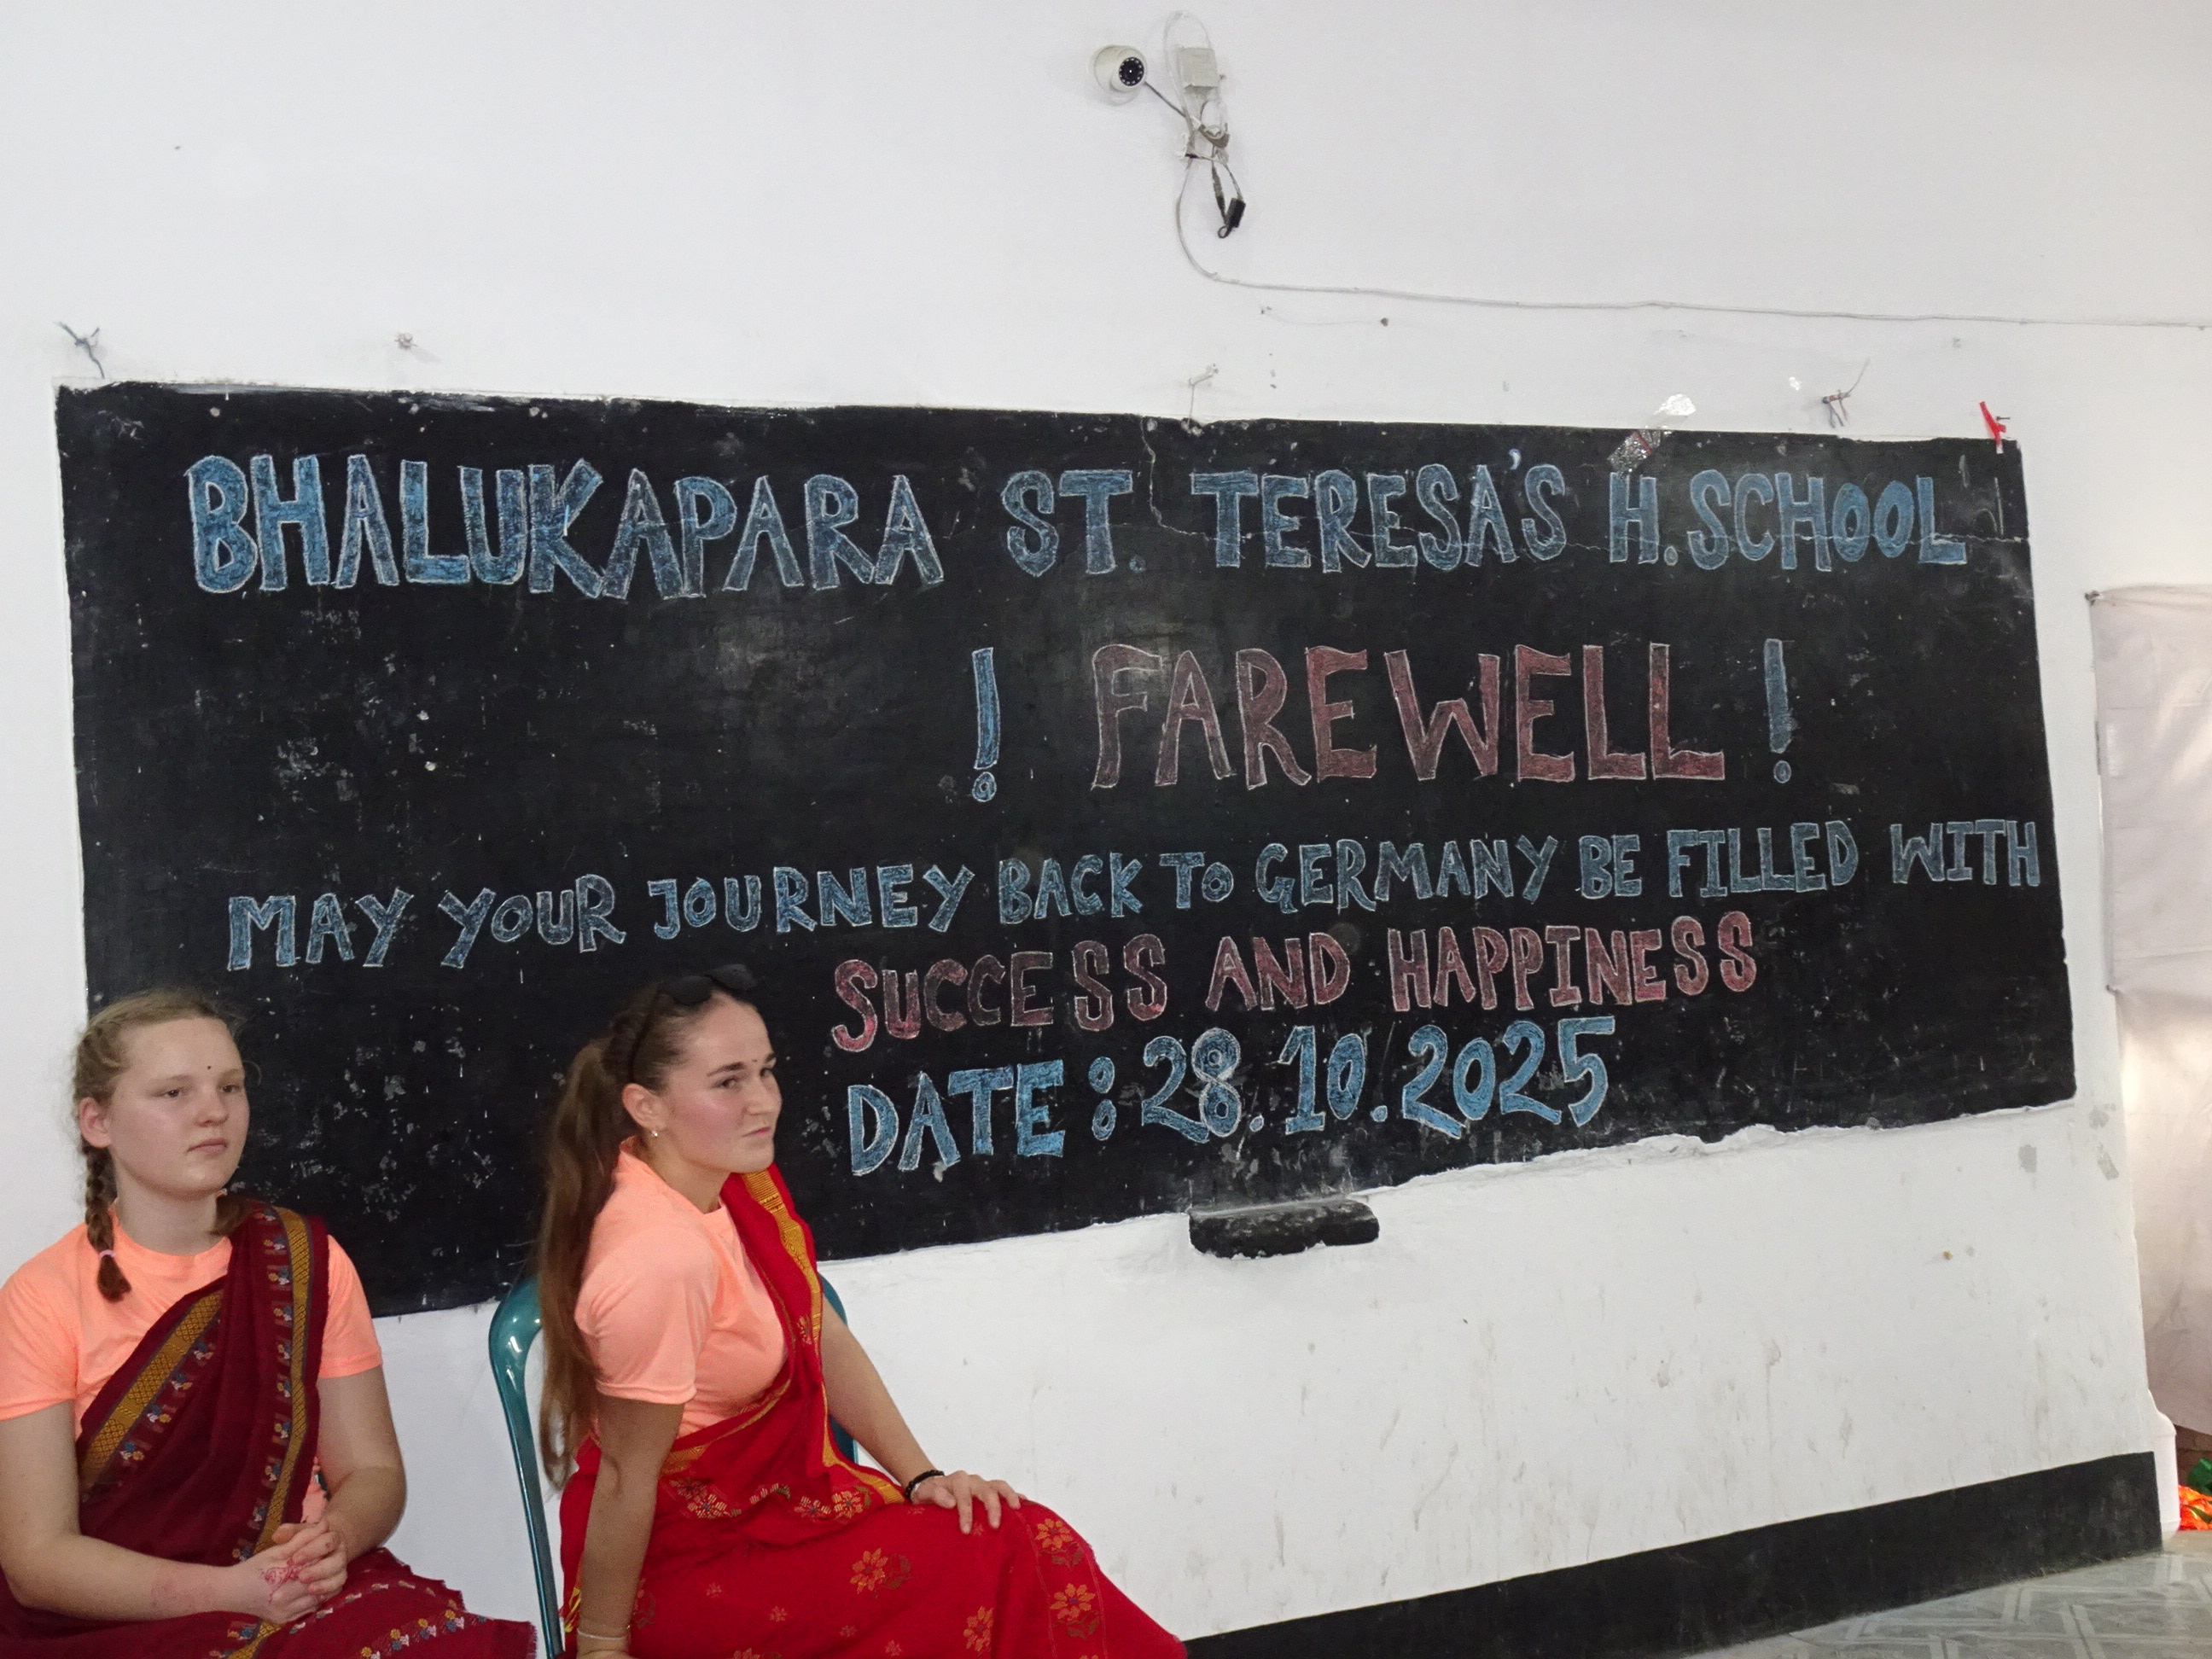 BHALUKAPARA ST. TERESA'S H. SCHOOL
! FAREWELL !
MAY YOUR JOURNEY BACK TO GERMANY BE FILLED WITH
SUCCESS AND HAPPINESS
DATE : 28.10.2025